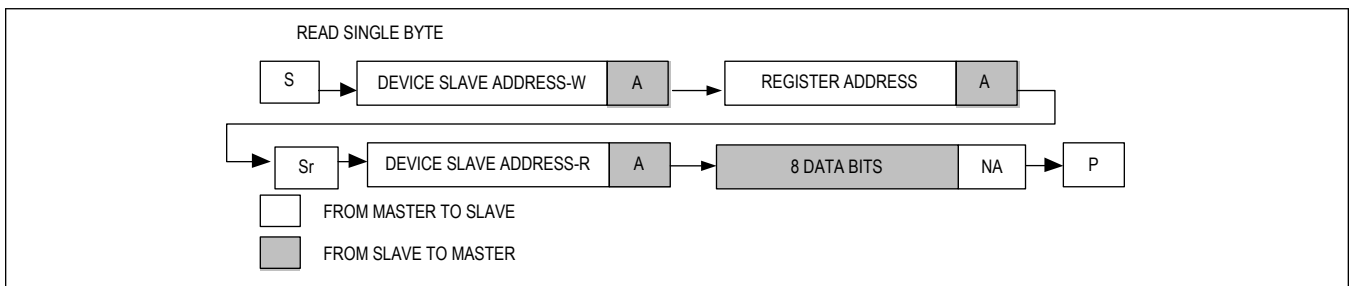 READ SINGLE BYTE
S DEVICE SLAVE ADDRESS-W A REGISTER ADDRESS A
Sr DEVICE SLAVE ADDRESS-R A 8 DATA BITS NA P
FROM MASTER TO SLAVE
FROM SLAVE TO MASTER